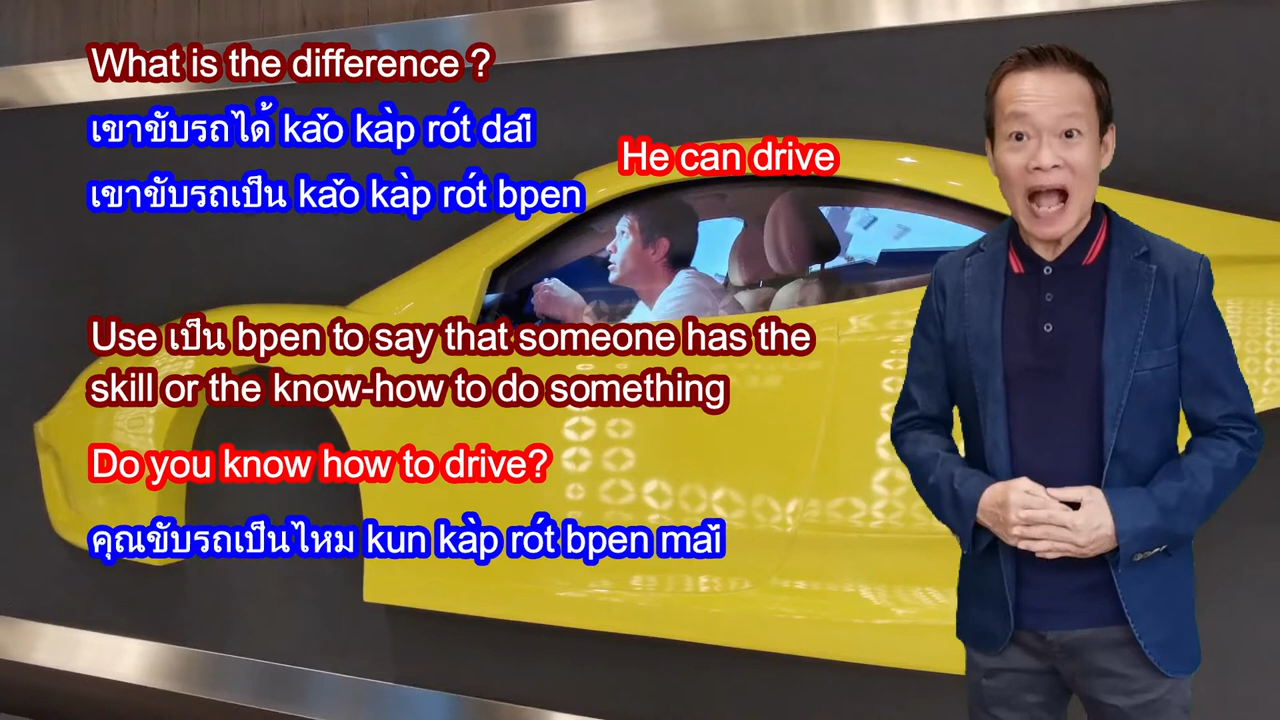 What is the difference ?
เขาขับรถได้ kaǒ kàp rót daî
He can drive
เขาขับรถเป็น kaǒ kàp rót bpen
Use เป็น bpen to say that someone has the
skill or the know-how to do something
Do you know how to drive?
คุณขับรถเป็นไหม kun kàp rót bpen maǐ